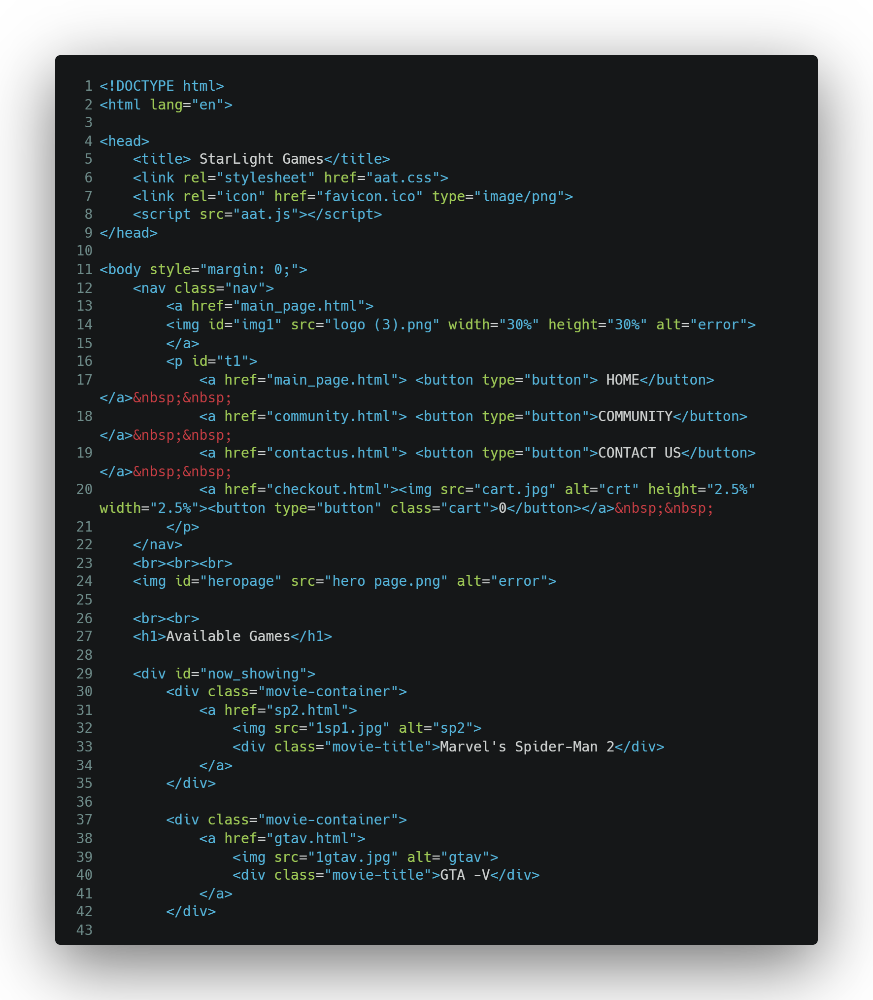 1 <!DOCTYPE html>
2 <html lang="en">
3
4 <head>
5     <title> StarLight Games</title>
6     <link rel="stylesheet" href="aat.css">
7     <link rel="icon" href="favicon.ico" type="image/png">
8     <script src="aat.js"></script>
9 </head>
10
11 <body style="margin: 0;">
12     <nav class="nav">
13         <a href="main_page.html">
14         <img id="img1" src="logo (3).png" width="30%" height="30%" alt="error">
15         </a>
16         <p id="t1">
17             <a href="main_page.html"> <button type="button"> HOME</button>
</a>&nbsp;&nbsp;
18             <a href="community.html"> <button type="button">COMMUNITY</button>
</a>&nbsp;&nbsp;
19             <a href="contactus.html"> <button type="button">CONTACT US</button>
</a>&nbsp;&nbsp;
20             <a href="checkout.html"><img src="cart.jpg" alt="crt" height="2.5%"
width="2.5%"><button type="button" class="cart">0</button></a>&nbsp;&nbsp;
21         </p>
22     </nav>
23     <br><br><br>
24     <img id="heropage" src="hero page.png" alt="error">
25
26     <br><br>
27     <h1>Available Games</h1>
28
29     <div id="now_showing">
30         <div class="movie-container">
31             <a href="sp2.html">
32                 <img src="1sp1.jpg" alt="sp2">
33                 <div class="movie-title">Marvel's Spider-Man 2</div>
34             </a>
35         </div>
36
37         <div class="movie-container">
38             <a href="gtav.html">
39                 <img src="1gtav.jpg" alt="gtav">
40                 <div class="movie-title">GTA -V</div>
41             </a>
42         </div>
43